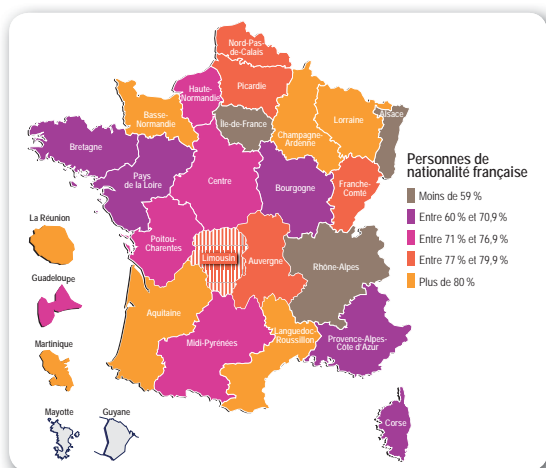 Nord-Pas-
de-Calais
Haute-
Normandie
Picardie
Basse-
Normandie
Île-de-France
Champagne-
Ardenne
Lorraine
Alsace
Bretagne
Pays
de la Loire
Centre
Bourgogne
Franche-
Comté
Poitou-
Charentes
Limousin
Auvergne
Rhône-Alpes
Aquitaine
Midi-Pyrénées
Languedoc-
Roussillon
Provence-Alpes-
Côte d'Azur
Corse
La Réunion
Guadeloupe
Martinique
Mayotte
Guyane
Personnes de
nationalité française
Moins de 59 %
Entre 60 % et 70,9 %
Entre 71 % et 76,9 %
Entre 77 % et 79,9 %
Plus de 80 %